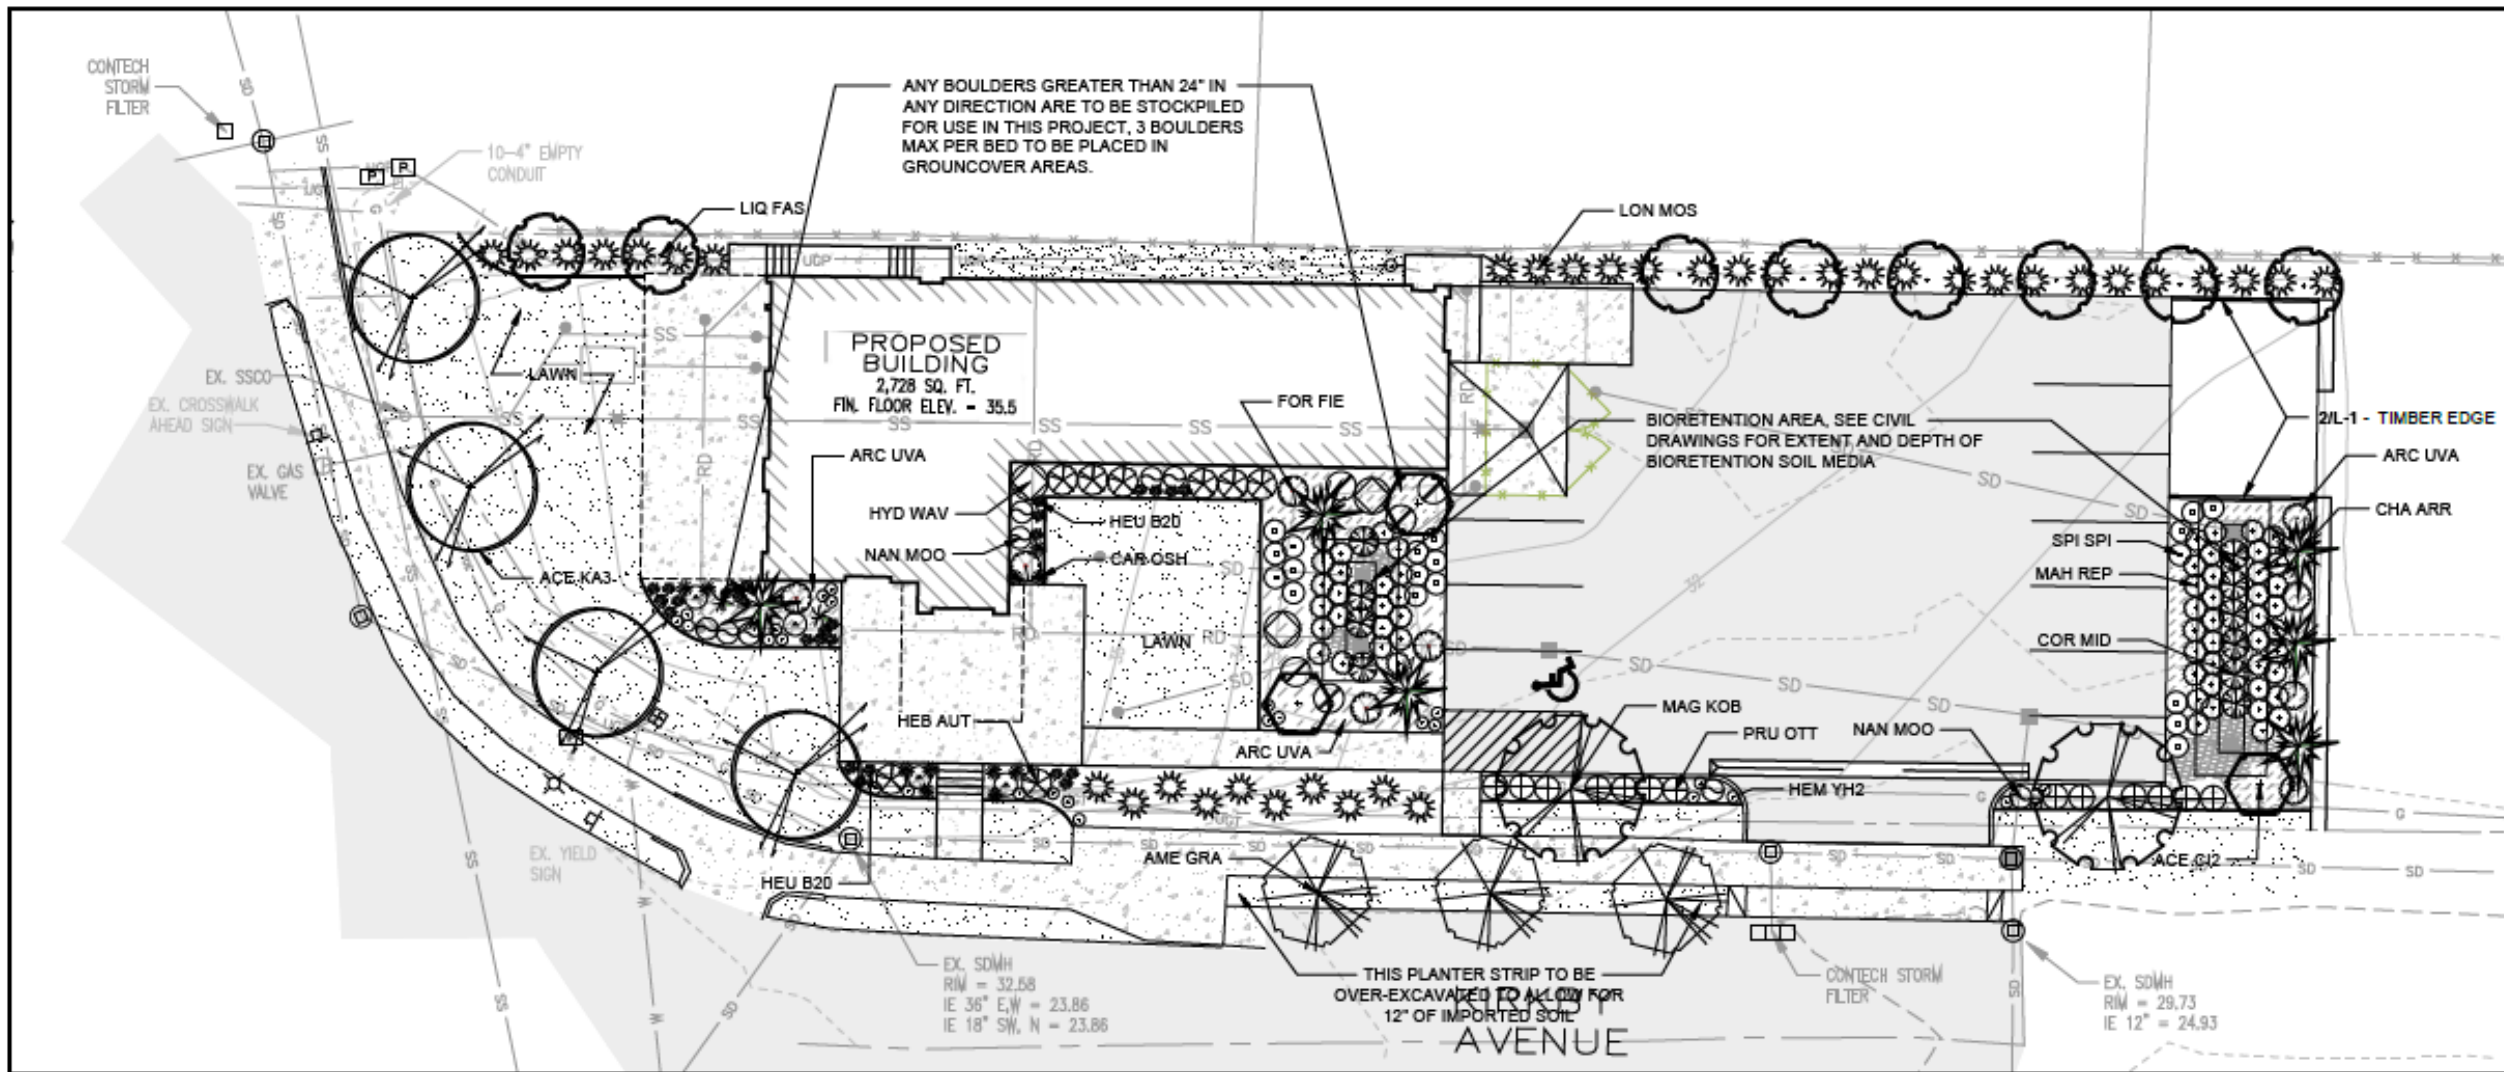 CONTECH
STORM
FILTER
10-4" EMPTY
CONDUIT
ANY BOULDERS GREATER THAN 24" IN
ANY DIRECTION ARE TO BE STOCKPILED
FOR USE IN THIS PROJECT, 3 BOULDERS
MAX PER BED TO BE PLACED IN
GROUNCOVER AREAS.
LIQ FAS
LON MOS
UGP
PROPOSED
BUILDING
2,728 SQ. FT.
FIN. FLOOR ELEV. = 35.5
LAWN
EX. SSCO
EX. CROSSWALK
AHEAD SIGN
EX. GAS
VALVE
FOR FIE
BIORETENTION AREA, SEE CIVIL
DRAWINGS FOR EXTENT AND DEPTH OF
BIORETENTION SOIL MEDIA
2/L-1 - TIMBER EDGE
ARC UVA
ARC UVA
HYD WAV
HEU B20
NAN MOO
CAR OSH
CHA ARR
SPI SPI
MAH REP
COR MID
ACE KA3
LAWN
32
HEB AUT
ARC UVA
MAG KOB
PRU OTT
NAN MOO
HEM YH2
AME GRA
ACE CI2
HEU B20
EX. YIELD
SIGN
EX. SDMH
RIM = 32.58
IE 36" E,W = 23.86
IE 18" SW, N = 23.86
THIS PLANTER STRIP TO BE
OVER-EXCAVATED TO ALLOW FOR
12" OF IMPORTED SOIL
KIRKBY
AVENUE
CONTECH STORM
FILTER
EX. SDMH
RIM = 29.73
IE 12" = 24.93
SS
SD
RD
G
W
P
P